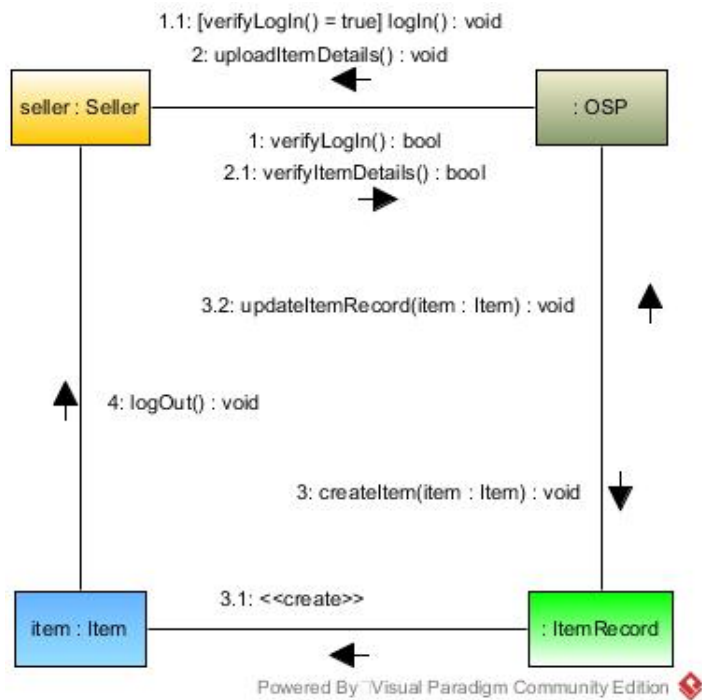 1.1: [verifyLogIn() = true] logIn() : void
2: uploadItemDetails() : void
seller : Seller
: OSP
1: verifyLogIn() : bool
2.1: verifyItemDetails() : bool
3.2: updateItemRecord(item : Item) : void
4: logOut() : void
3: createItem(item : Item) : void
3.1: <<create>>
item : Item
: ItemRecord
Powered By Visual Paradigm Community Edition